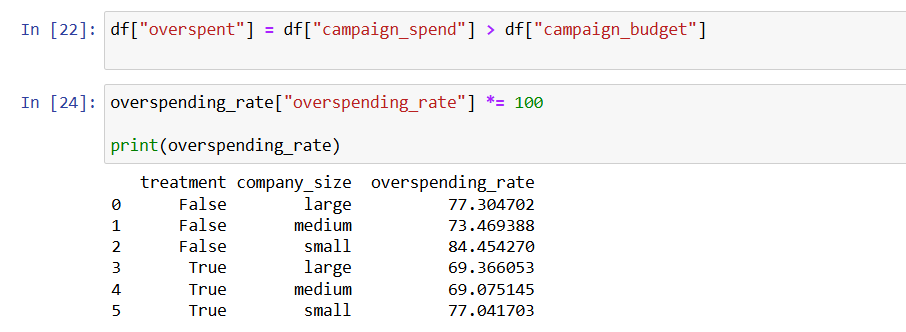 In [22]: df["overspent"] = df["campaign_spend"] > df["campaign_budget"]
In [24]: overspending_rate["overspending_rate"] *= 100
print(overspending_rate)
treatment company_size overspending_rate
0 False large 77.304702
1 False medium 73.469388
2 False small 84.454270
3 True large 69.366053
4 True medium 69.075145
5 True small 77.041703